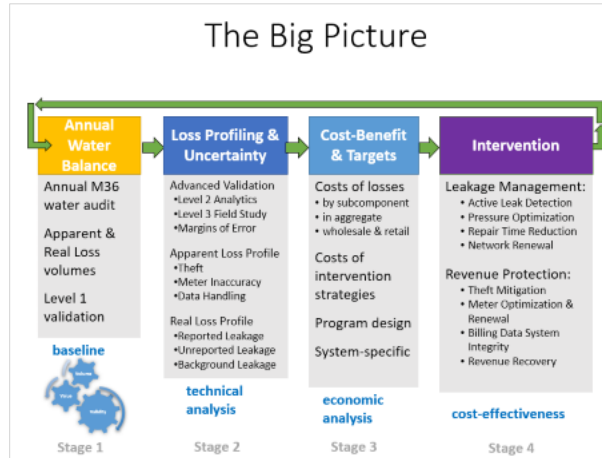 The Big Picture
Annual
Water
Balance
Annual M36
water audit
Apparent &
Real Loss
volumes
Level 1
validation
baseline
Validity
Stage 1
Loss Profiling &
Uncertainty
Advanced Validation
•Level 2 Analytics
•Level 3 Field Study
•Margins of Error
Apparent Loss Profile
•Theft
•Meter Inaccuracy
•Data Handling
Real Loss Profile
•Reported Leakage
•Unreported Leakage
•Background Leakage
technical
analysis
Stage 2
Cost-Benefit
& Targets
Costs of losses
• by subcomponent
• in aggregate
• wholesale & retail
Costs of
intervention
strategies
Program design
System-specific
economic
analysis
Stage 3
Intervention
Leakage Management:
• Active Leak Detection
• Pressure Optimization
• Repair Time Reduction
• Network Renewal
Revenue Protection:
• Theft Mitigation
• Meter Optimization &
Renewal
• Billing Data System
Integrity
• Revenue Recovery
cost-effectiveness
Stage 4